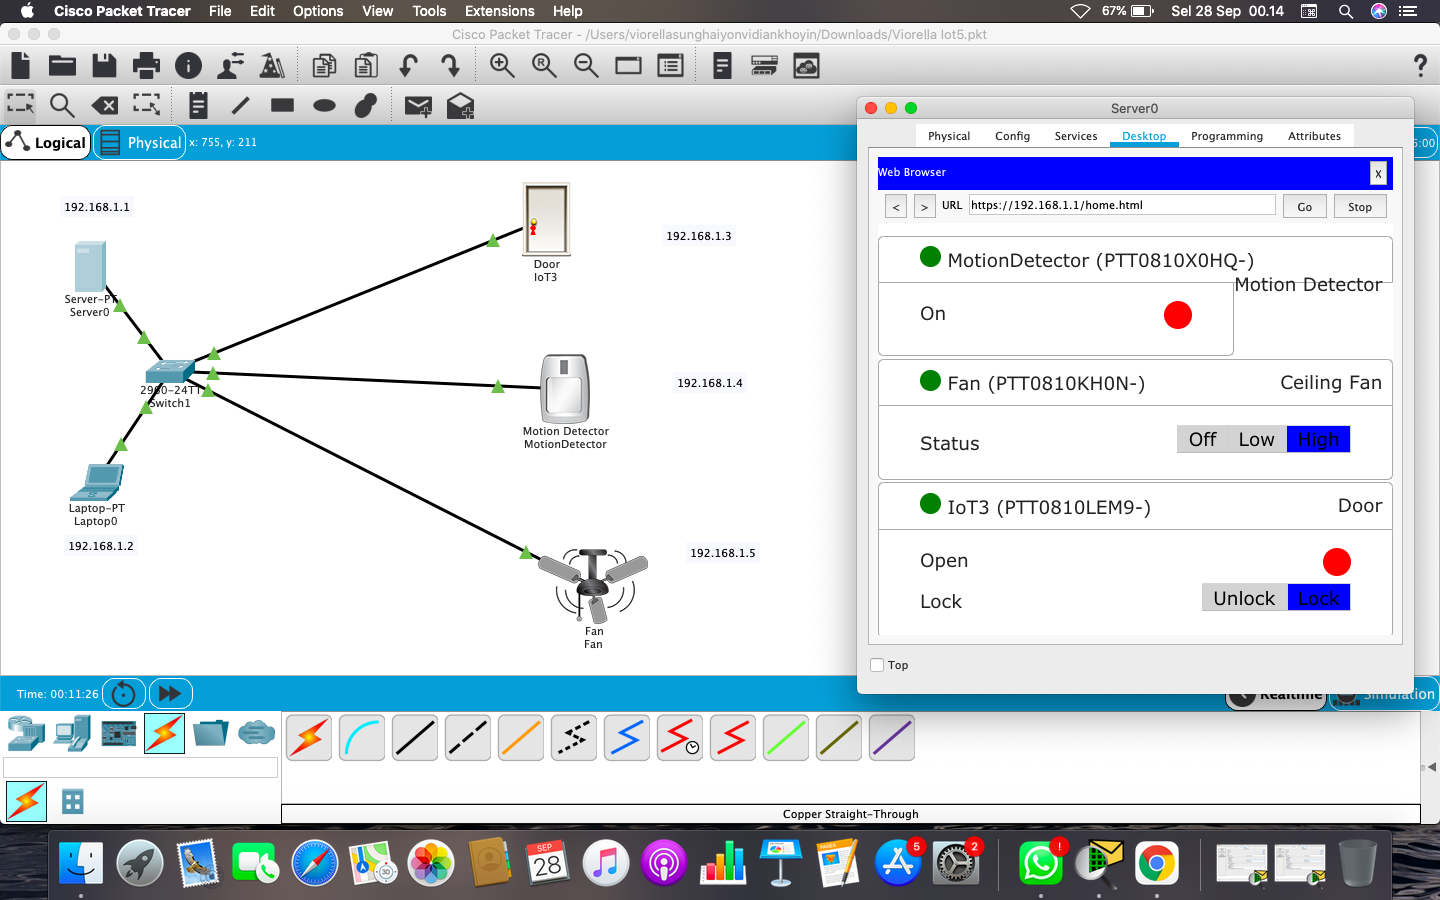 Cisco Packet Tracer File Edit Options View Tools Extensions Help 67% Sel 28 Sep 00.14
Cisco Packet Tracer - /Users/viorellasunghaiyonvidiankhoyin/Downloads/Viorella Iot5.pkt
Logical
Physical
x: 755, y: 211
192.168.1.1
Server-PT
Server0
2960-24TT
Switch1
Laptop-PT
Laptop0
192.168.1.2
Door
IoT3
192.168.1.3
Motion Detector
MotionDetector
192.168.1.4
Fan
Fan
192.168.1.5
Server0
Physical Config Services Desktop Programming Attributes
Web Browser X
< > URL https://192.168.1.1/home.html Go Stop
MotionDetector (PTT0810X0HQ-)
Motion Detector
On
Fan (PTT0810KH0N-) Ceiling Fan
Status Off Low High
IoT3 (PTT0810LEM9-) Door
Open
Lock Unlock Lock
Top
Time: 00:11:26
Realtime
Simulation
Copper Straight-Through
SEP
28
3D
PAGES
5
2
!